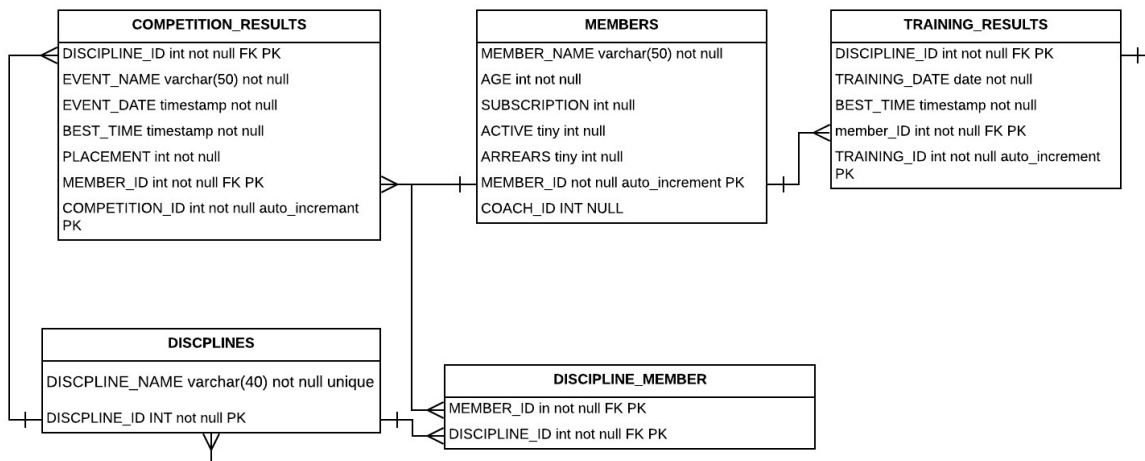 COMPETITION_RESULTS
DISCIPLINE_ID int not null FK PK
EVENT_NAME varchar(50) not null
EVENT_DATE timestamp not null
BEST_TIME timestamp not null
PLACEMENT int not null
MEMBER_ID int not null FK PK
COMPETITION_ID int not null auto_incremant
PK
MEMBERS
MEMBER_NAME varchar(50) not null
AGE int not null
SUBSCRIPTION int null
ACTIVE tiny int null
ARREARS tiny int null
MEMBER_ID not null auto_increment PK
COACH_ID INT NULL
TRAINING_RESULTS
DISCIPLINE_ID int not null FK PK
TRAINING_DATE date not null
BEST_TIME timestamp not null
member_ID int not null FK PK
TRAINING_ID int not null auto_increment
PK
DISCPLINES
DISCPLINE_NAME varchar(40) not null unique
DISCPLINE_ID INT not null PK
DISCIPLINE_MEMBER
MEMBER_ID in not null FK PK
DISCIPLINE_ID int not null FK PK